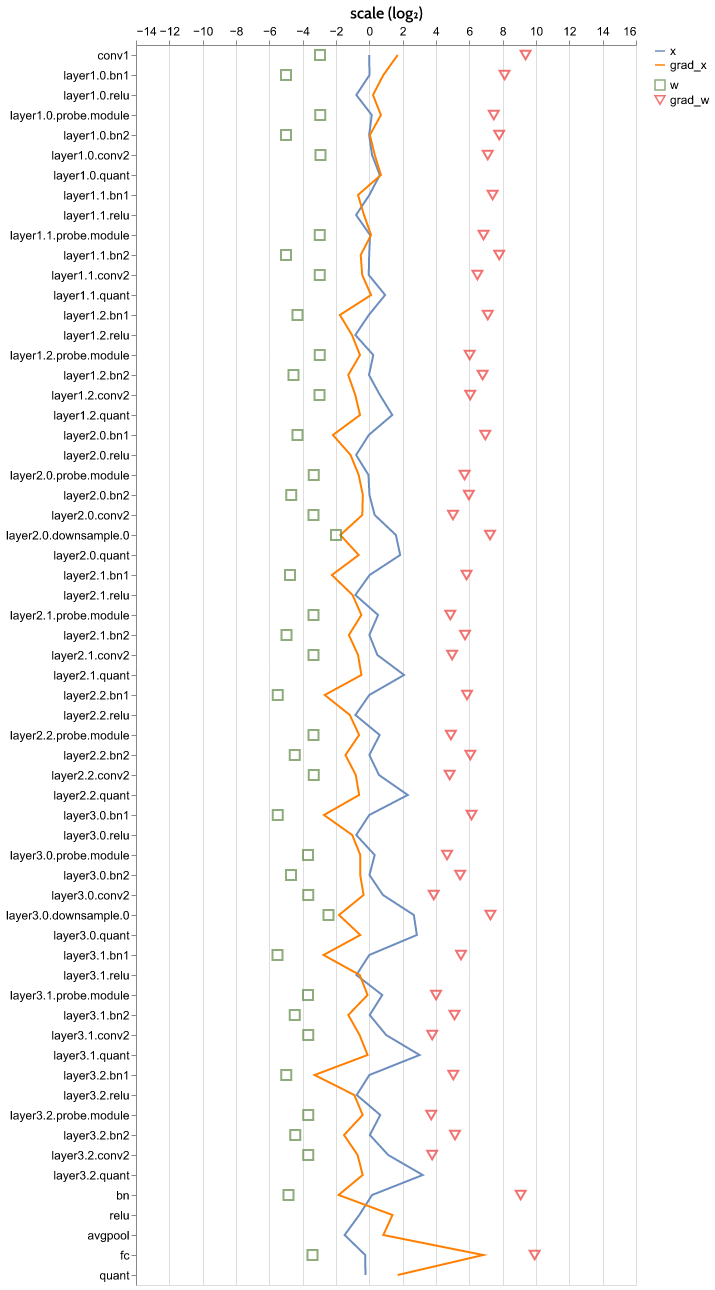 scale (log₂)
−14 −12 −10 −8 −6 −4 −2 0 2 4 6 8 10 12 14 16
x
grad_x
w
grad_w
conv1
layer1.0.bn1
layer1.0.relu
layer1.0.probe.module
layer1.0.bn2
layer1.0.conv2
layer1.0.quant
layer1.1.bn1
layer1.1.relu
layer1.1.probe.module
layer1.1.bn2
layer1.1.conv2
layer1.1.quant
layer1.2.bn1
layer1.2.relu
layer1.2.probe.module
layer1.2.bn2
layer1.2.conv2
layer1.2.quant
layer2.0.bn1
layer2.0.relu
layer2.0.probe.module
layer2.0.bn2
layer2.0.conv2
layer2.0.downsample.0
layer2.0.quant
layer2.1.bn1
layer2.1.relu
layer2.1.probe.module
layer2.1.bn2
layer2.1.conv2
layer2.1.quant
layer2.2.bn1
layer2.2.relu
layer2.2.probe.module
layer2.2.bn2
layer2.2.conv2
layer2.2.quant
layer3.0.bn1
layer3.0.relu
layer3.0.probe.module
layer3.0.bn2
layer3.0.conv2
layer3.0.downsample.0
layer3.0.quant
layer3.1.bn1
layer3.1.relu
layer3.1.probe.module
layer3.1.bn2
layer3.1.conv2
layer3.1.quant
layer3.2.bn1
layer3.2.relu
layer3.2.probe.module
layer3.2.bn2
layer3.2.conv2
layer3.2.quant
bn
relu
avgpool
fc
quant